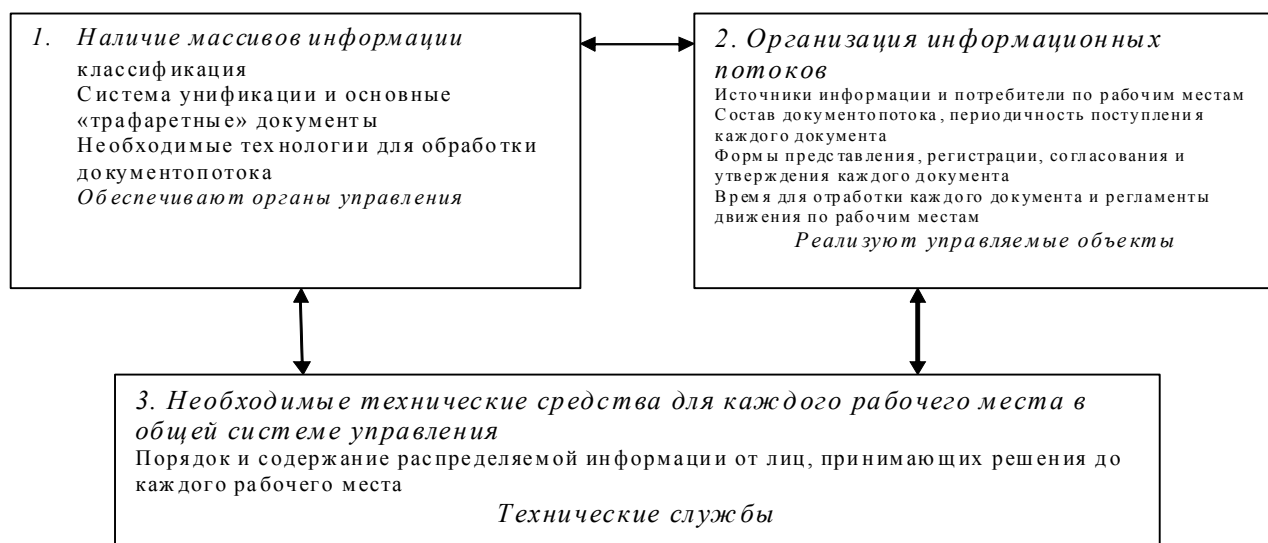 1. Наличие массивов информации
классификация
Система унификации и основные
«трафаретные» документы
Необходимые технологии для обработки
документопотока
Обеспечивают органы управления
2. Организация информационных
потоков
Источники информации и потребители по рабочим местам
Состав документопотока, периодичность поступления
каждого документа
Формы представления, регистрации, согласования и
утверждения каждого документа
Время для отработки каждого документа и регламенты
движения по рабочим местам
Реализуют управляемые объекты
3. Необходимые технические средства для каждого рабочего места в
общей системе управления
Порядок и содержание распределяемой информации от лиц, принимающих решения до
каждого рабочего места
Технические службы